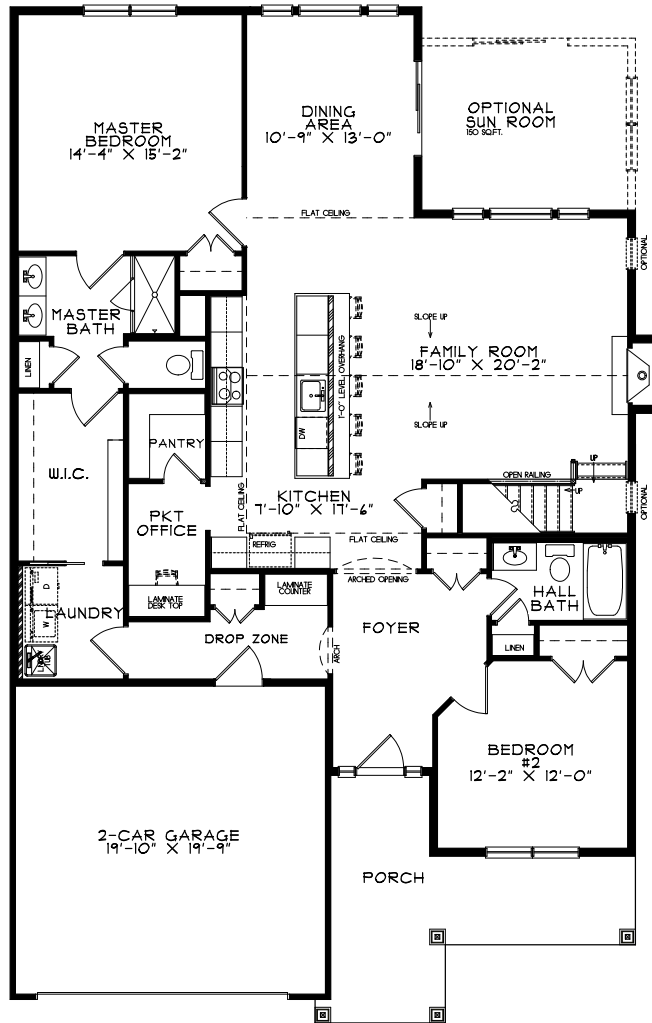 MASTER
BEDROOM
14'-4" X 15'-2"
DINING
AREA
10'-9" X 13'-0"
OPTIONAL
SUN ROOM
150 SQ.FT.
FLAT CEILING
OPTIONAL
MASTER
BATH
LINEN
SLOPE UP
FAMILY ROOM
18'-10" X 20'-2"
SLOPE UP
1'-0" LEVEL OVERHANG
DW
PANTRY
W.I.C.
KITCHEN
7'-10" X 17'-6"
FLAT CEILING
FLAT CEILING
REFRIG
OPEN RAILING
UP
UP
OPTIONAL
PKT
OFFICE
LAMINATE
DESK TOP
LAMINATE
COUNTER
ARCHED OPENING
HALL
BATH
LINEN
D
W
LAUNDRY
DROP ZONE
ARCH
FOYER
BEDROOM
#2
12'-2" X 12'-0"
2-CAR GARAGE
19'-10" X 19'-9"
PORCH